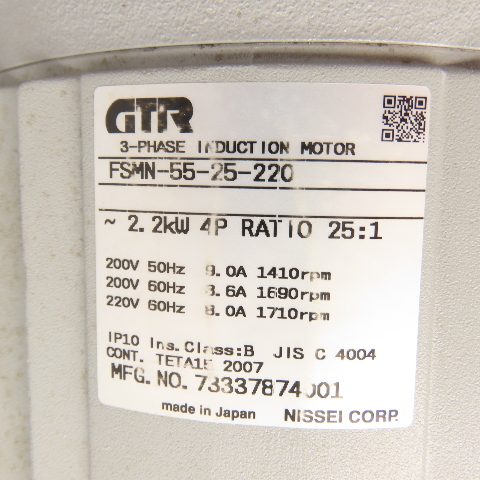 GTR
3-PHASE INDUCTION MOTOR
FSMN-55-25-220
~ 2.2kW 4P RATIO 25:1
200V 50Hz 9.0A 1410rpm
200V 60Hz 8.6A 1690rpm
220V 60Hz 8.0A 1710rpm
IP10 Ins.Class:B JIS C 4004
CONT. 2007
MFG.NO. 73337874001
made in Japan NISSEI CORP.